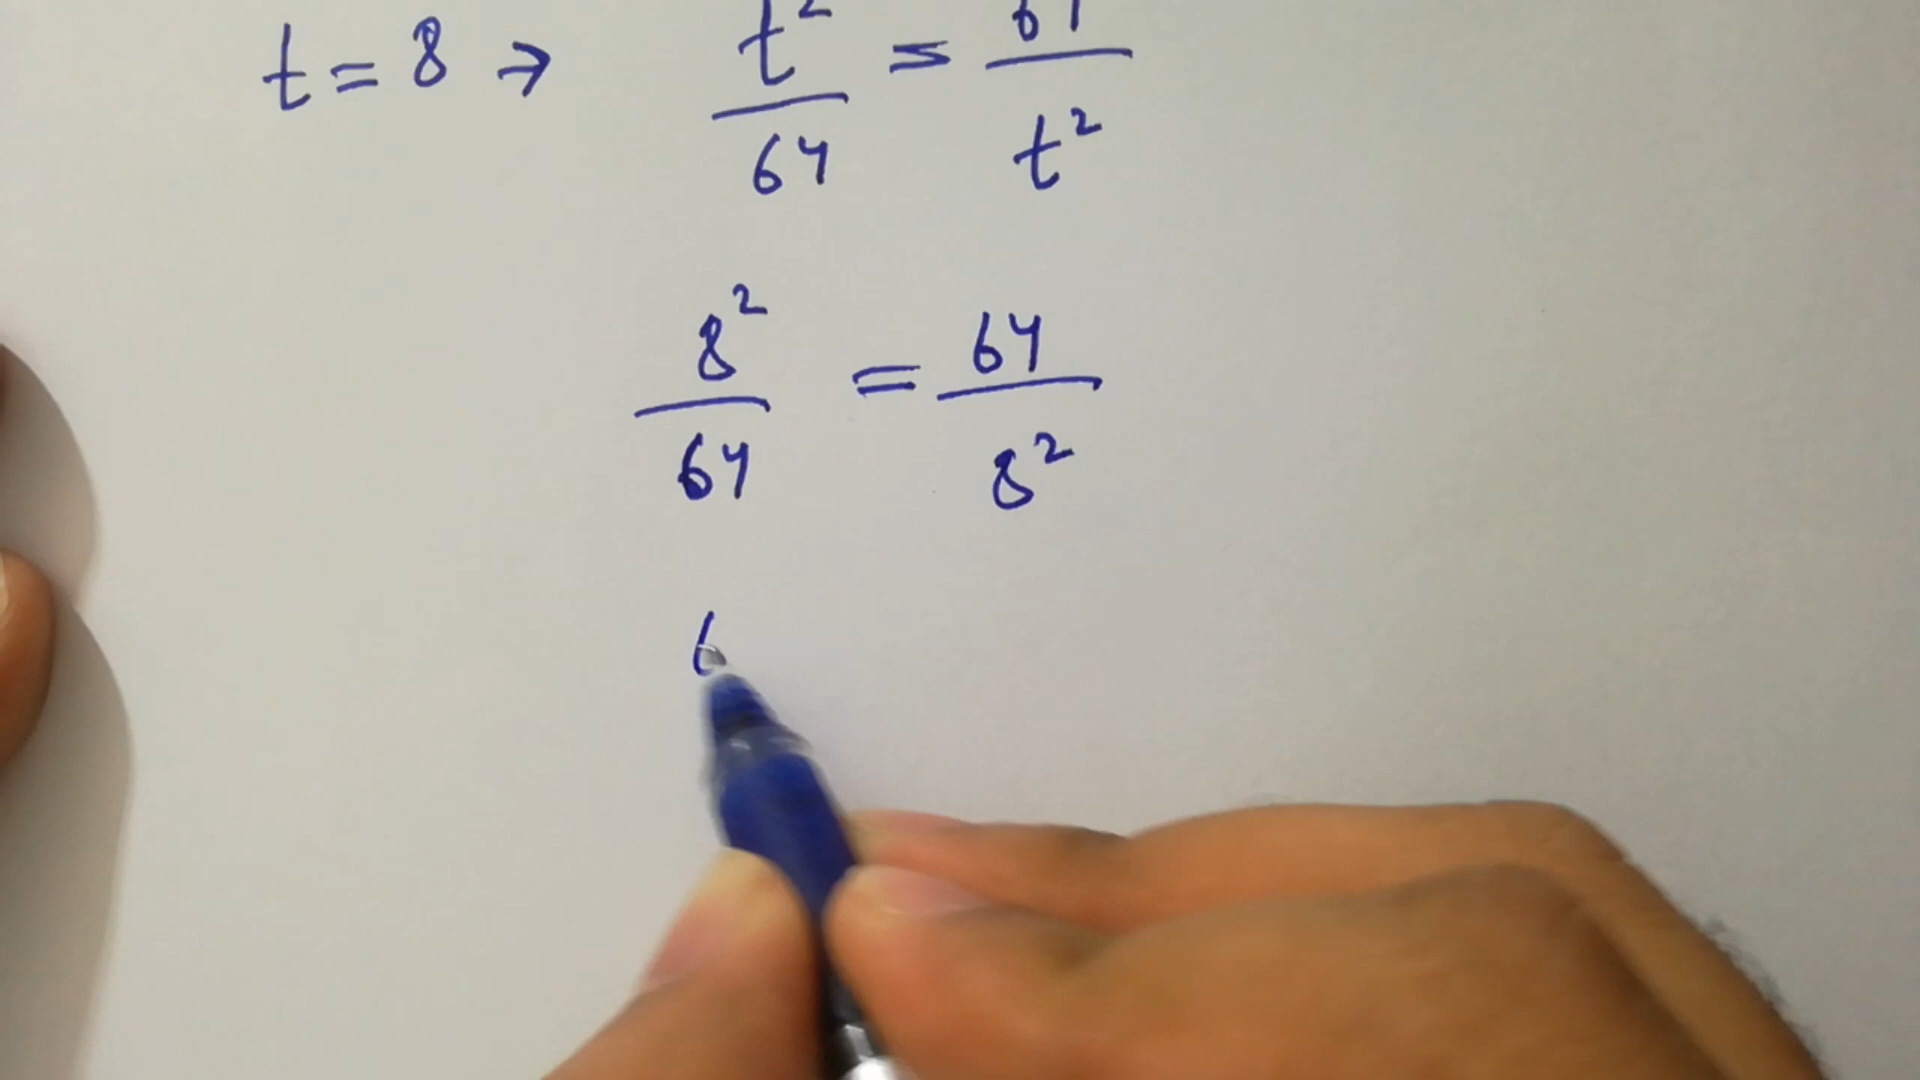 t = 8 → t²/64 = 64/t²
8²/64 = 64/8²
6